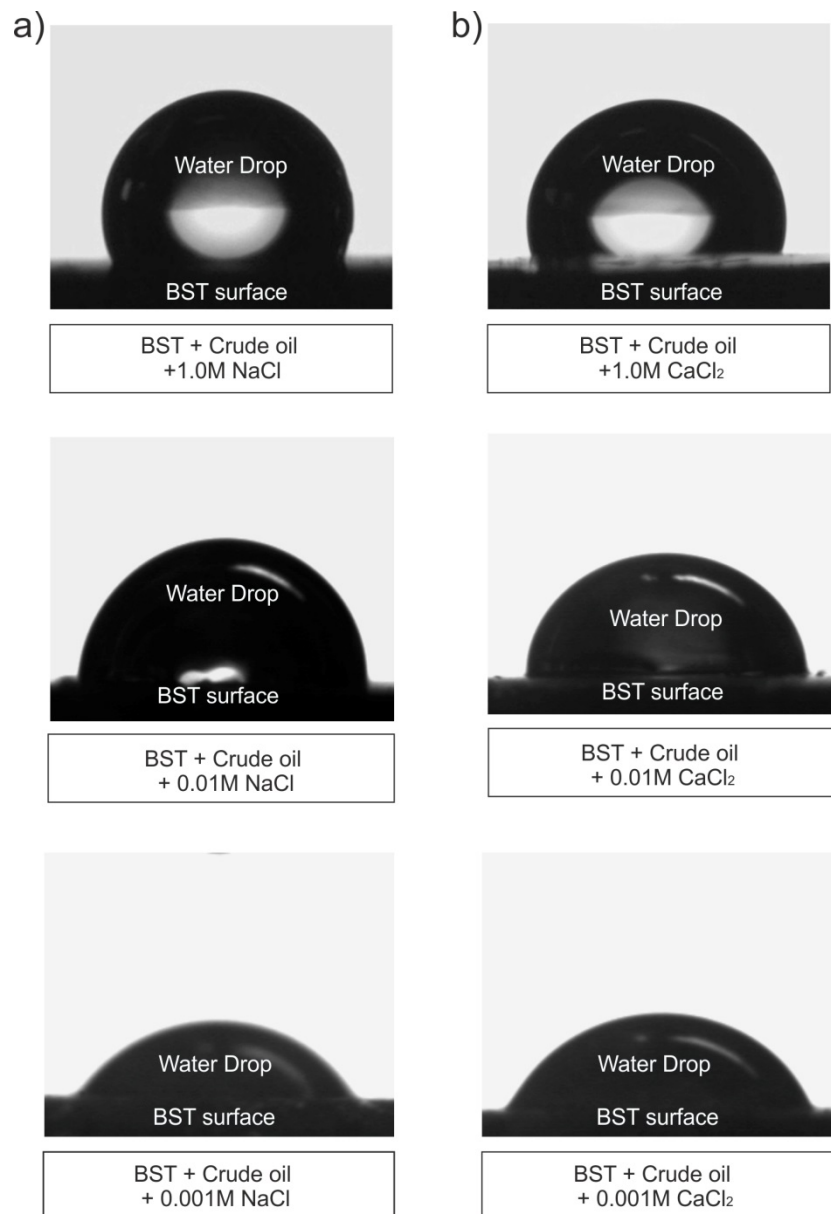 a)
b)
Water Drop
BST surface
Water Drop
BST surface
BST + Crude oil
+1.0M NaCl
BST + Crude oil
+1.0M CaCl₂
Water Drop
BST surface
Water Drop
BST surface
BST + Crude oil
+ 0.01M NaCl
BST + Crude oil
+ 0.01M CaCl₂
Water Drop
BST surface
Water Drop
BST surface
BST + Crude oil
+ 0.001M NaCl
BST + Crude oil
+ 0.001M CaCl₂